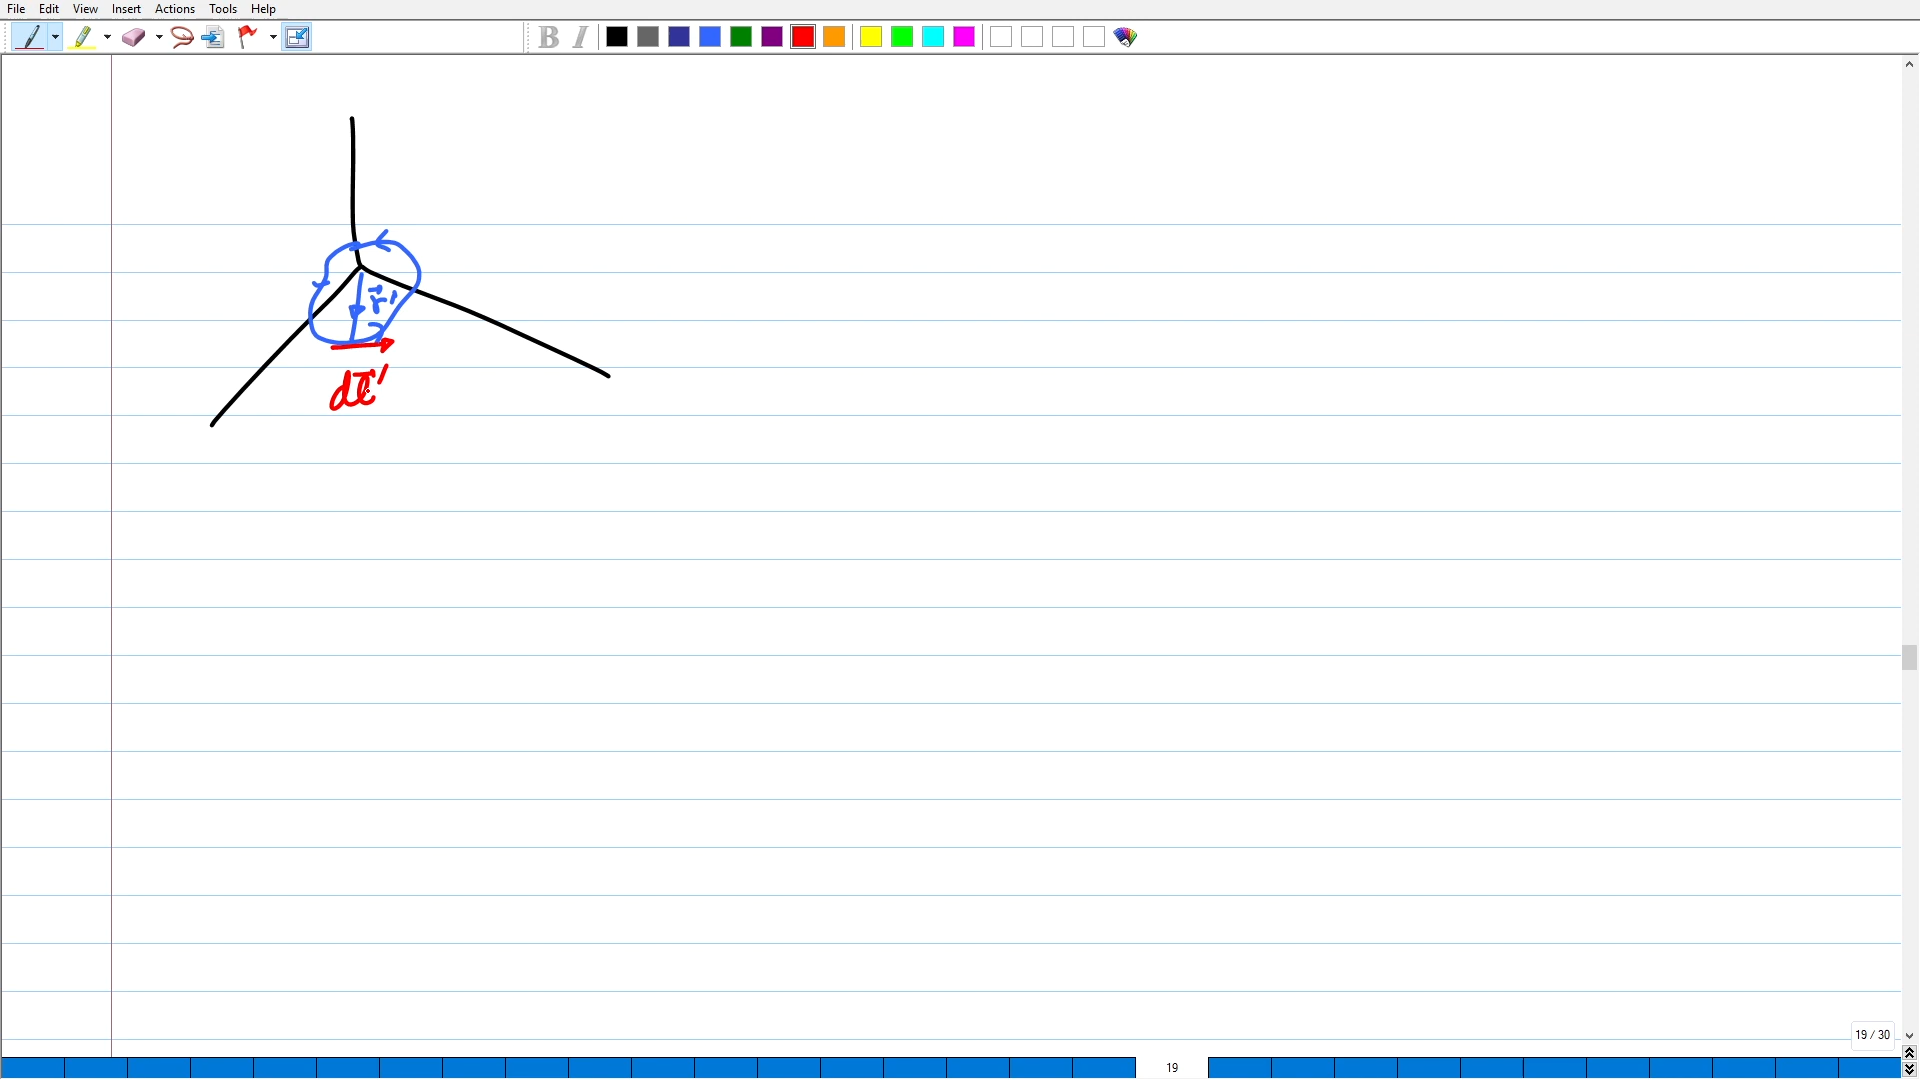 File Edit View Insert Actions Tools Help
B I
r⃗'
dl⃗'
19 / 30
19